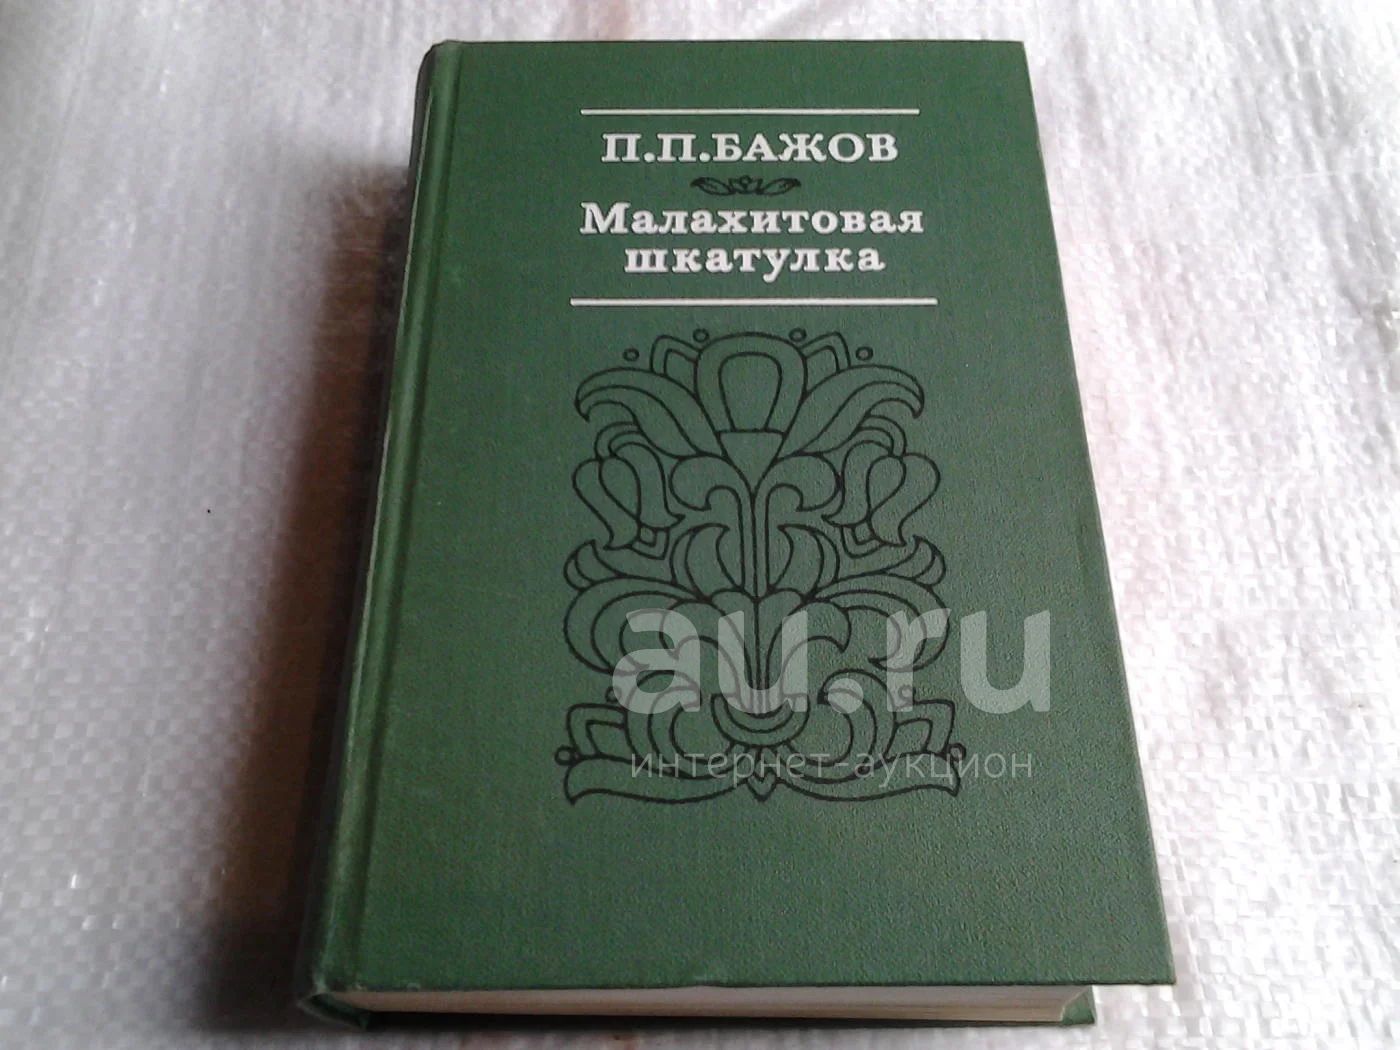 П.П.БАЖОВ
Малахитовая
шкатулка
au.ru
интернет-аукцион